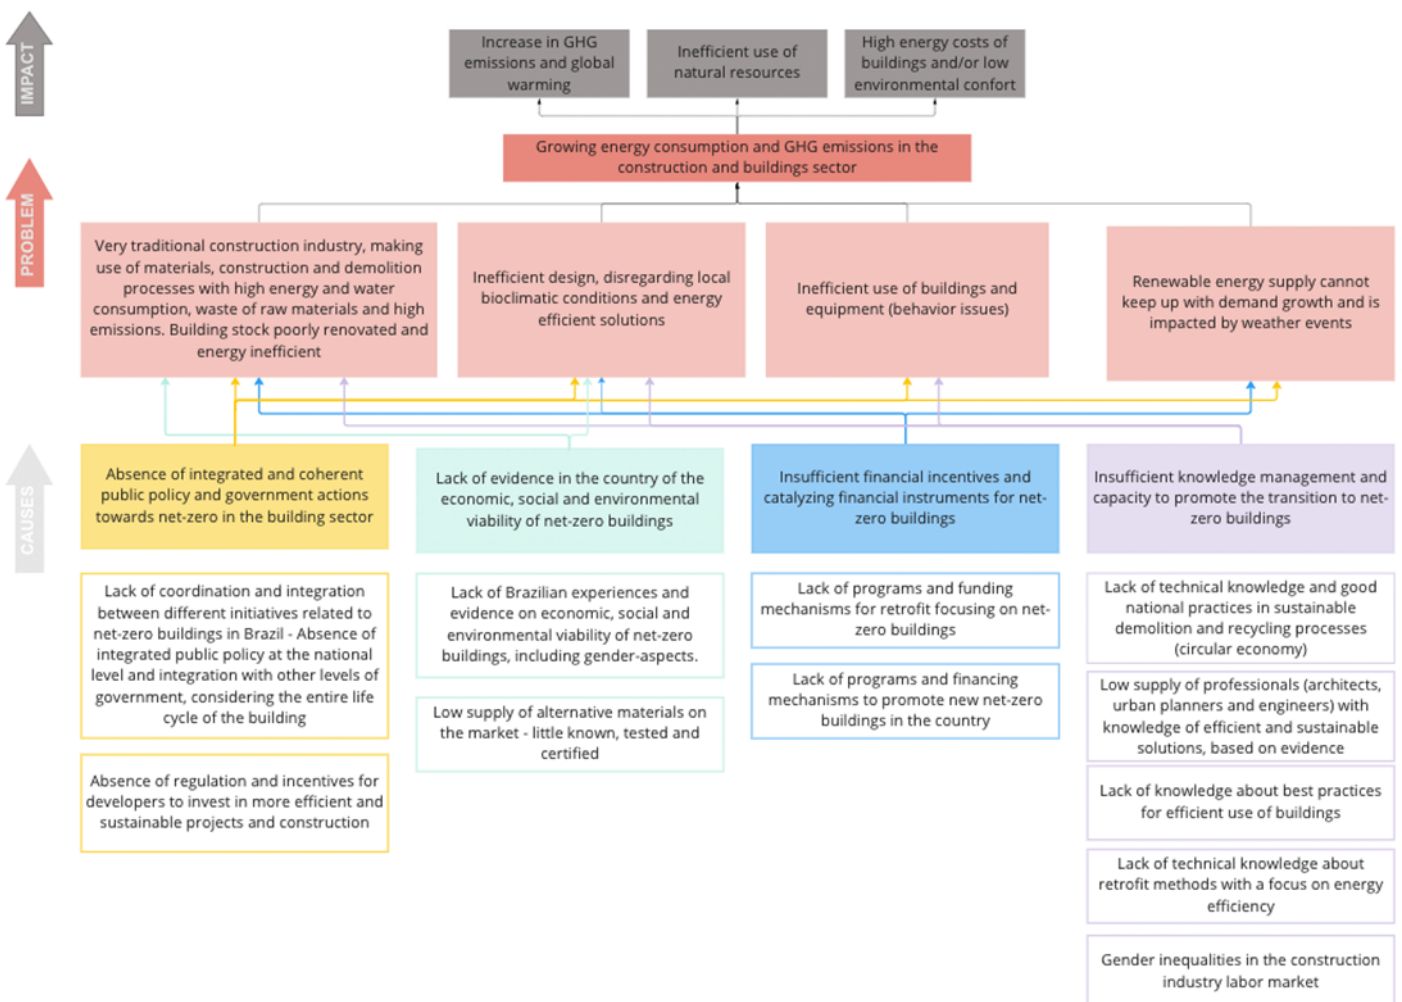 IMPACT
Increase in GHG
emissions and global
warming
Inefficient use of
natural resources
High energy costs of
buildings and/or low
environmental confort
PROBLEM
Growing energy consumption and GHG emissions in the
construction and buildings sector
Very traditional construction industry, making
use of materials, construction and demolition
processes with high energy and water
consumption, waste of raw materials and high
emissions. Building stock poorly renovated and
energy inefficient
Inefficient design, disregarding local
bioclimatic conditions and energy
efficient solutions
Inefficient use of buildings and
equipment (behavior issues)
Renewable energy supply cannot
keep up with demand growth and is
impacted by weather events
CAUSES
Absence of integrated and coherent
public policy and government actions
towards net-zero in the building sector
Lack of evidence in the country of the
economic, social and environmental
viability of net-zero buildings
Insufficient financial incentives and
catalyzing financial instruments for net-
zero buildings
Insufficient knowledge management and
capacity to promote the transition to net-
zero buildings
Lack of coordination and integration
between different initiatives related to
net-zero buildings in Brazil - Absence of
integrated public policy at the national
level and integration with other levels of
government, considering the entire life
cycle of the building
Absence of regulation and incentives for
developers to invest in more efficient and
sustainable projects and construction
Lack of Brazilian experiences and
evidence on economic, social and
environmental viability of net-zero
buildings, including gender-aspects.
Low supply of alternative materials on
the market - little known, tested and
certified
Lack of programs and funding
mechanisms for retrofit focusing on net-
zero buildings
Lack of programs and financing
mechanisms to promote new net-zero
buildings in the country
Lack of technical knowledge and good
national practices in sustainable
demolition and recycling processes
(circular economy)
Low supply of professionals (architects,
urban planners and engineers) with
knowledge of efficient and sustainable
solutions, based on evidence
Lack of knowledge about best practices
for efficient use of buildings
Lack of technical knowledge about
retrofit methods with a focus on energy
efficiency
Gender inequalities in the construction
industry labor market